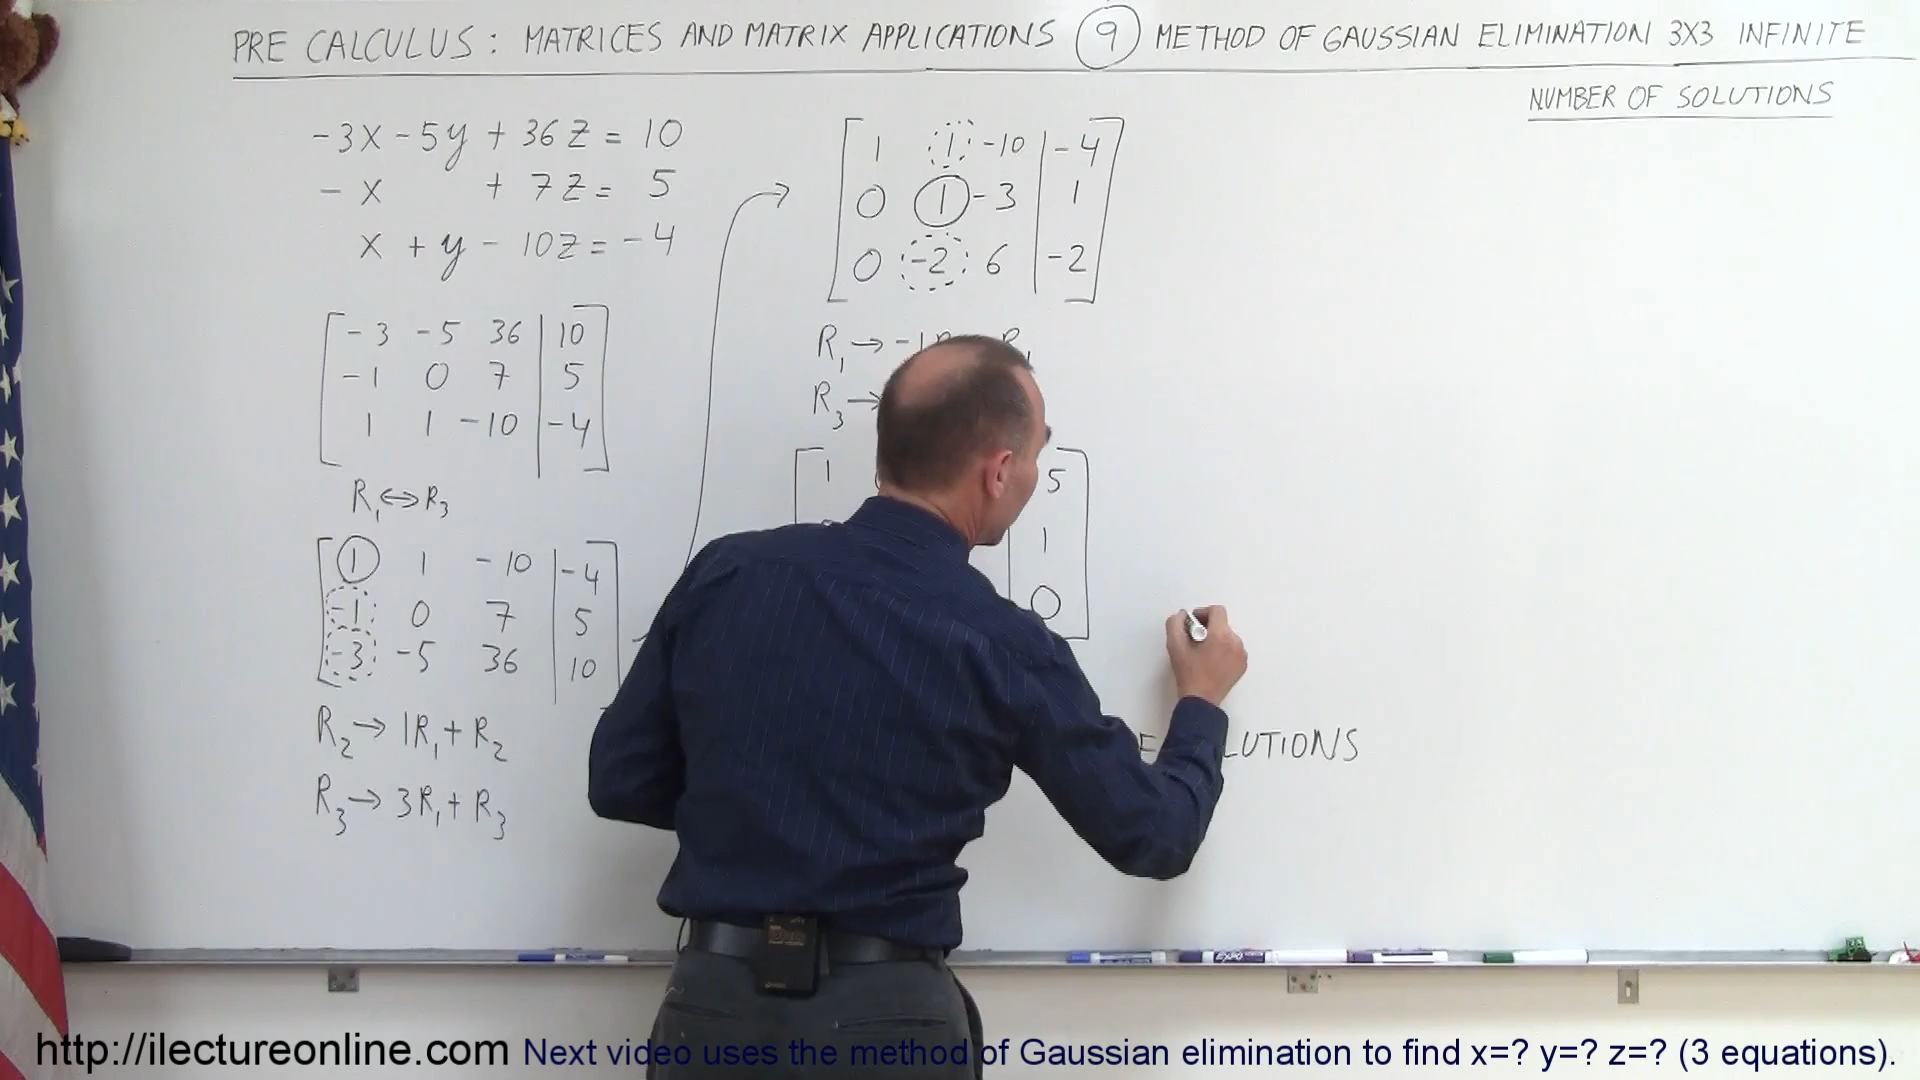 PRE CALCULUS: MATRICES AND MATRIX APPLICATIONS 9 METHOD OF GAUSSIAN ELIMINATION 3X3 INFINITE
NUMBER OF SOLUTIONS
-3x -5y + 36z = 10
-x + 7z = 5
x + y - 10z = -4
-3 -5 36 | 10
-1 0 7 | 5
1 1 -10 | -4
R1 ↔ R3
1 1 -10 | -4
-1 0 7 | 5
-3 -5 36 | 10
R2 → 1R1 + R2
R3 → 3R1 + R3
1 1 -10 | -4
0 1 -3 | 1
0 -2 6 | -2
R1 → -1
R3 →
1 5
1
0
SOLUTIONS
http://ilectureonline.com Next video uses the method of Gaussian elimination to find x=? y=? z=? (3 equations).